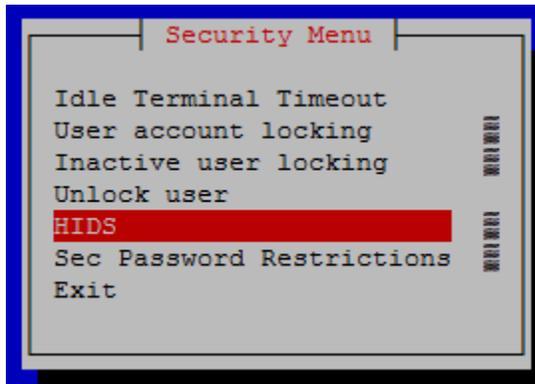 Security Menu
Idle Terminal Timeout
User account locking
Inactive user locking
Unlock user
HIDS
Sec Password Restrictions
Exit